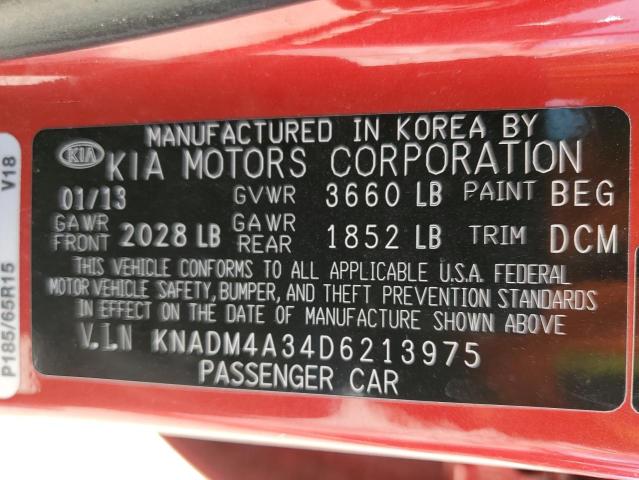 MANUFACTURED IN KOREA BY
KIA KIA MOTORS CORPORATION
01/13 GVWR 3660 LB PAINT BEG
GAWR FRONT 2028 LB GAWR REAR 1852 LB TRIM DCM
THIS VEHICLE CONFORMS TO ALL APPLICABLE U.S.A. FEDERAL
MOTOR VEHICLE SAFETY, BUMPER, AND THEFT PREVENTION STANDARDS
IN EFFECT ON THE DATE OF MANUFACTURE SHOWN ABOVE
V.I.N KNADM4A34D6213975
PASSENGER CAR
P185/65R15 V18